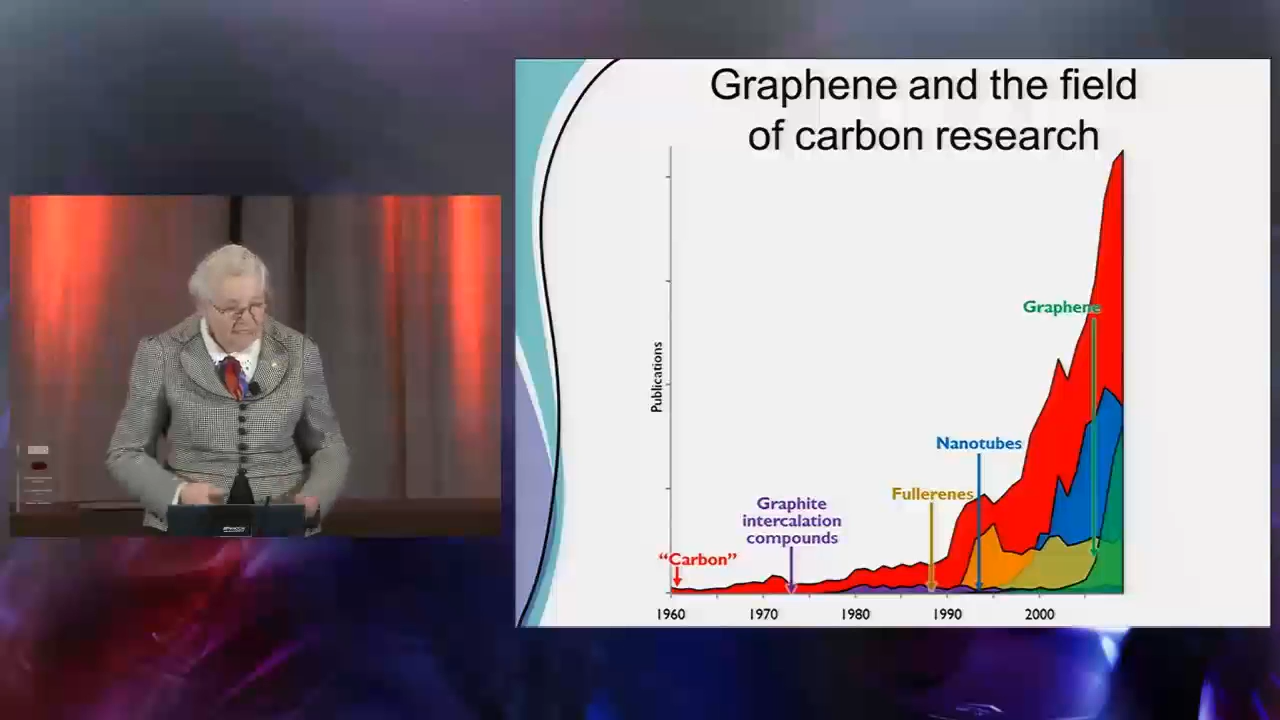 Graphene and the field
of carbon research
Publications
Graphene
Nanotubes
Fullerenes
Graphite
intercalation
compounds
“Carbon”
1960 1970 1980 1990 2000